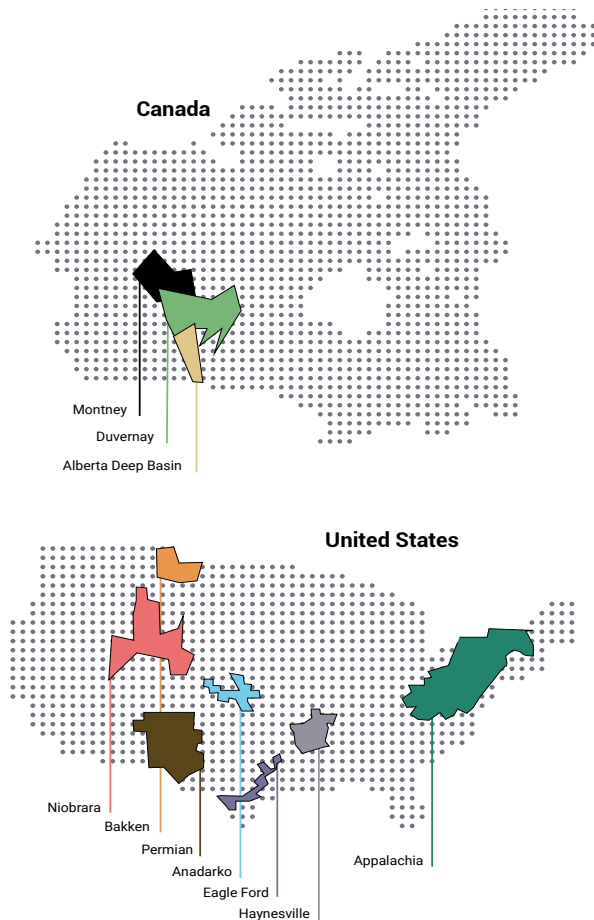 Canada
Montney
Duvernay
Alberta Deep Basin
United States
Niobrara
Bakken
Permian
Anadarko
Eagle Ford
Haynesville
Appalachia